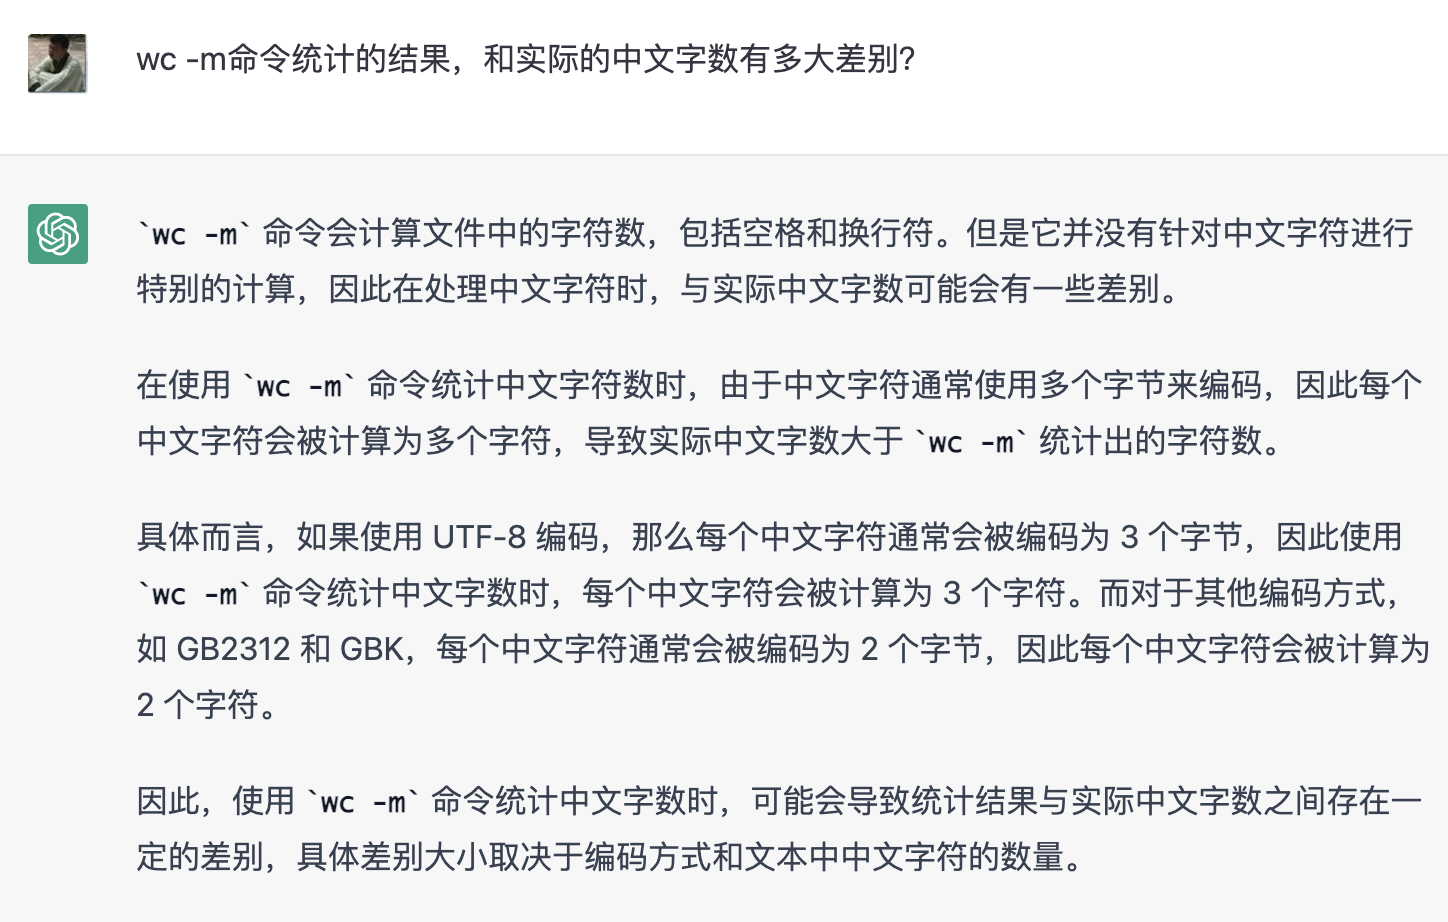 wc -m命令统计的结果，和实际的中文字数有多大差别?
`wc -m` 命令会计算文件中的字符数，包括空格和换行符。但是它并没有针对中文字符进行
特别的计算，因此在处理中文字符时，与实际中文字数可能会有一些差别。
在使用 `wc -m` 命令统计中文字符数时，由于中文字符通常使用多个字节来编码，因此每个
中文字符会被计算为多个字符，导致实际中文字数大于 `wc -m` 统计出的字符数。
具体而言，如果使用 UTF-8 编码，那么每个中文字符通常会被编码为 3 个字节，因此使用
`wc -m` 命令统计中文字数时，每个中文字符会被计算为 3 个字符。而对于其他编码方式，
如 GB2312 和 GBK，每个中文字符通常会被编码为 2 个字节，因此每个中文字符会被计算为
2 个字符。
因此，使用 `wc -m` 命令统计中文字数时，可能会导致统计结果与实际中文字数之间存在一
定的差别，具体差别大小取决于编码方式和文本中中文字符的数量。